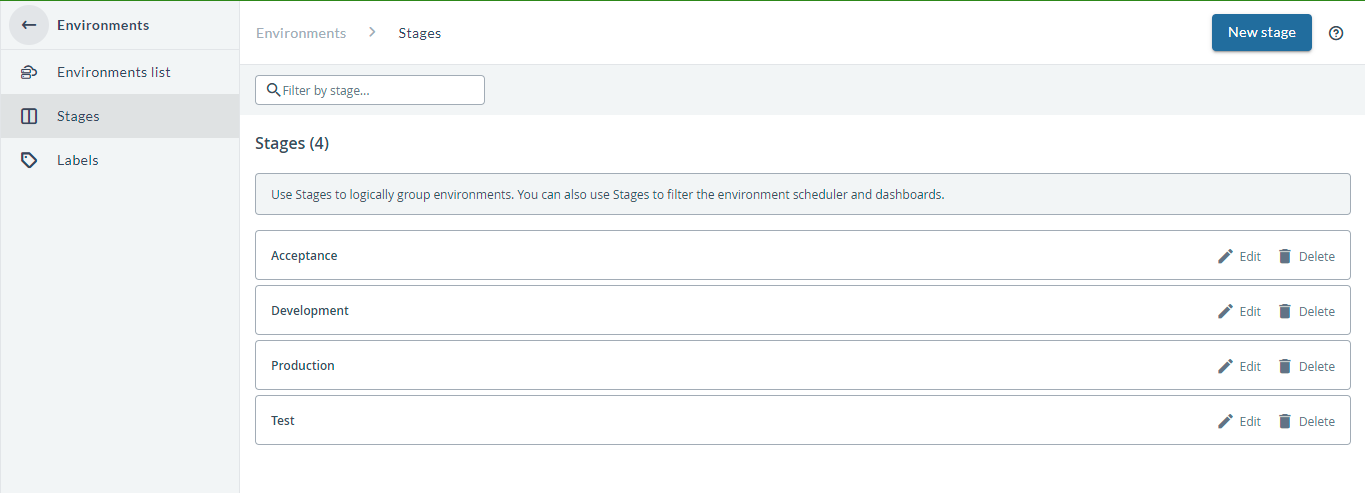 Environments
Environments list
Stages
Labels
Environments > Stages
New stage
Filter by stage...
Stages (4)
Use Stages to logically group environments. You can also use Stages to filter the environment scheduler and dashboards.
Acceptance Edit Delete
Development Edit Delete
Production Edit Delete
Test Edit Delete